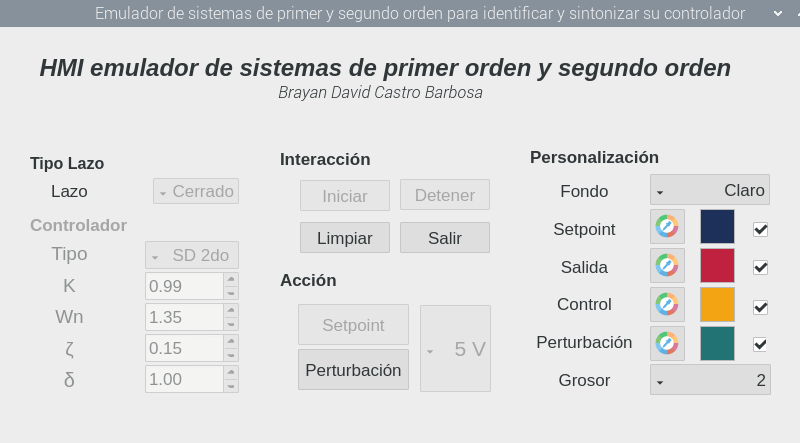 Emulador de sistemas de primer y segundo orden para identificar y sintonizar su controlador
HMI emulador de sistemas de primer orden y segundo orden
Brayan David Castro Barbosa
Tipo Lazo
Lazo
Cerrado
Controlador
Tipo
SD 2do
K
0.99
Wn
1.35
ζ
0.15
δ
1.00
Interacción
Iniciar
Detener
Limpiar
Salir
Acción
Setpoint
5 V
Perturbación
Personalización
Fondo
Claro
Setpoint
Salida
Control
Perturbación
Grosor
2